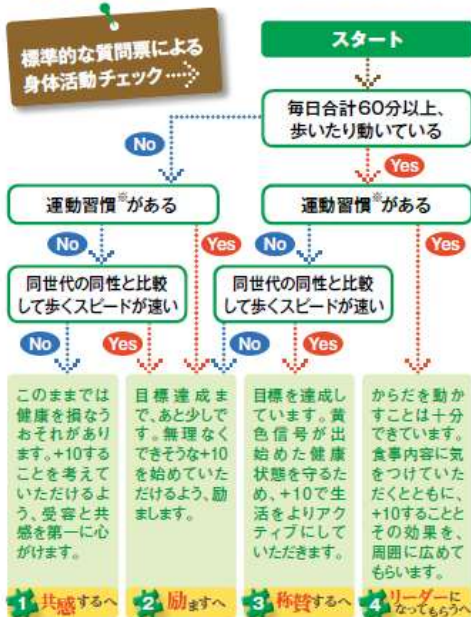 標準的な質問票による
身体活動チェック……>
スタート
毎日合計60分以上、
歩いたり動いている
No
Yes
運動習慣※がある
運動習慣※がある
No
Yes
No
Yes
同世代の同性と比較
して歩くスピードが速い
同世代の同性と比較
して歩くスピードが速い
No
Yes
No
Yes
このままでは
健康を損なう
おそれがあり
ます。+10する
ことを考えて
いただけるよ
う、受容と共
感を第一に心
がけます。
目標達成ま
で、あと少しで
す。無理なく
できそうな+10
を始めていた
だけるよう、励
まします。
目標を達成し
ています。黄
色信号が出
始めた健康
状態を守るた
め、+10で生
活をよりアク
ティブにして
いただきます。
からだを動か
すことは十分
できています。
食事内容に気
をつけていた
だくとともに、
+10することと
その効果を、
周囲に広めて
もらいます。
1 共感するへ
2 励ますへ
3 称賛するへ
4 リーダーに
なってもらうへ